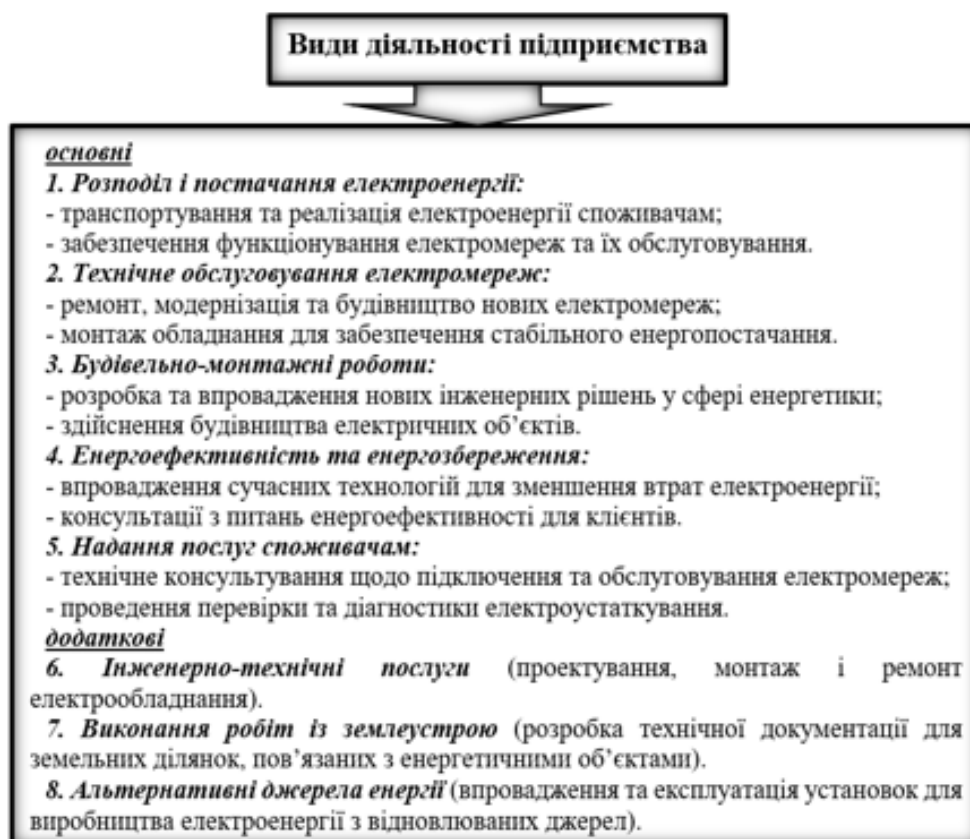 Види діяльності підприємства
основні
1. Розподіл і постачання електроенергії:
- транспортування та реалізація електроенергії споживачам;
- забезпечення функціонування електромереж та їх обслуговування.
2. Технічне обслуговування електромереж:
- ремонт, модернізація та будівництво нових електромереж;
- монтаж обладнання для забезпечення стабільного енергопостачання.
3. Будівельно-монтажні роботи:
- розробка та впровадження нових інженерних рішень у сфері енергетики;
- здійснення будівництва електричних об’єктів.
4. Енергоефективність та енергозбереження:
- впровадження сучасних технологій для зменшення втрат електроенергії;
- консультації з питань енергоефективності для клієнтів.
5. Надання послуг споживачам:
- технічне консультування щодо підключення та обслуговування електромереж;
- проведення перевірки та діагностики електроустаткування.
додаткові
6. Інженерно-технічні послуги (проектування, монтаж і ремонт
електрообладнання).
7. Виконання робіт із землеустрою (розробка технічної документації для
земельних ділянок, пов’язаних з енергетичними об’єктами).
8. Альтернативні джерела енергії (впровадження та експлуатація установок для
виробництва електроенергії з відновлюваних джерел).